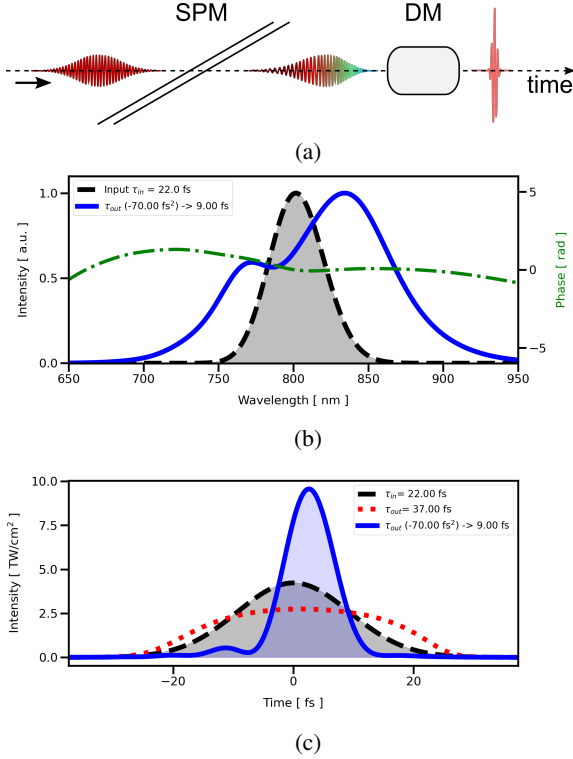 SPM DM
time
(a)
Input τin = 22.0 fs
τout (-70.00 fs²) -> 9.00 fs
1.0
0.5
0.0
5
0
−5
Intensity [ a.u. ]
Phase [ rad ]
650 700 750 800 850 900 950
Wavelength [ nm ]
(b)
τin= 22.00 fs
τout= 37.00 fs
τout (-70.00 fs²) -> 9.00 fs
10.0
7.5
5.0
2.5
0.0
Intensity [ TW/cm² ]
−20 0 20
Time [ fs ]
(c)